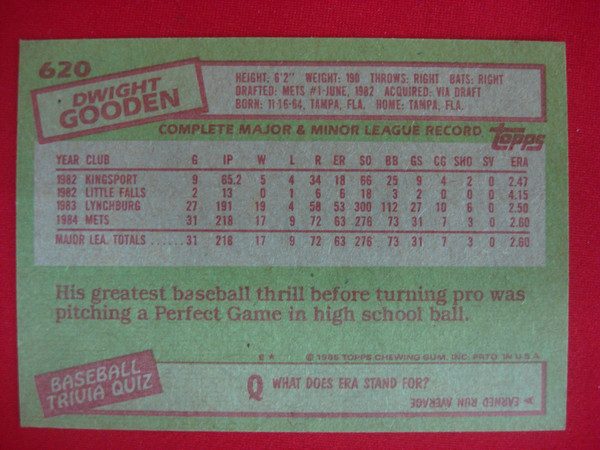 620
DWIGHT
GOODEN
HEIGHT: 6'2" WEIGHT: 190 THROWS: RIGHT BATS: RIGHT
DRAFTED: METS #1-JUNE, 1982 ACQUIRED: VIA DRAFT
BORN: 11-16-64, TAMPA, FLA. HOME: TAMPA, FLA.
COMPLETE MAJOR & MINOR LEAGUE RECORD topps
YEAR CLUB G IP W L R ER SO BB GS CG SHO SV ERA
1982 KINGSPORT 9 65.2 5 4 34 18 66 25 9 4 2 0 2.47
1982 LITTLE FALLS 2 13 0 1 6 6 18 3 2 0 0 0 4.15
1983 LYNCHBURG 27 191 19 4 58 53 300 112 27 10 6 0 2.50
1984 METS 31 218 17 9 72 63 276 73 31 7 3 0 2.60
MAJOR LEA. TOTALS ...... 31 218 17 9 72 63 276 73 31 7 3 0 2.60
His greatest baseball thrill before turning pro was
pitching a Perfect Game in high school ball.
© 1985 TOPPS CHEWING GUM, INC. PRTD. IN U.S.A.
BASEBALL
TRIVIA QUIZ
Q WHAT DOES ERA STAND FOR?
EARNED RUN AVERAGE